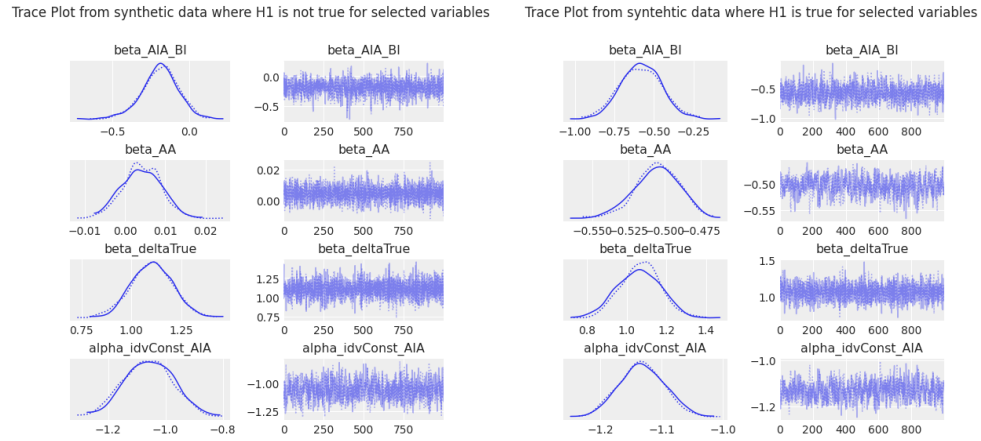 Trace Plot from synthetic data where H1 is not true for selected variables
Trace Plot from syntehtic data where H1 is true for selected variables
beta_AIA_BI
beta_AIA_BI
−0.5 0.0
0.0
−0.5
0 250 500 750
beta_AA
beta_AA
−0.01 0.00 0.01 0.02
0.02
0.00
0 250 500 750
beta_deltaTrue
beta_deltaTrue
0.75 1.00 1.25
1.25
1.00
0.75
0 250 500 750
alpha_idvConst_AIA
alpha_idvConst_AIA
−1.2 −1.0 −0.8
−1.00
−1.25
0 250 500 750
beta_AIA_BI
beta_AIA_BI
−1.00 −0.75 −0.50 −0.25
−0.5
−1.0
0 200 400 600 800
beta_AA
beta_AA
−0.550 −0.525 −0.500 −0.475
−0.50
−0.55
0 200 400 600 800
beta_deltaTrue
beta_deltaTrue
0.8 1.0 1.2 1.4
1.5
1.0
0 200 400 600 800
alpha_idvConst_AIA
alpha_idvConst_AIA
−1.2 −1.1 −1.0
−1.0
−1.2
0 200 400 600 800